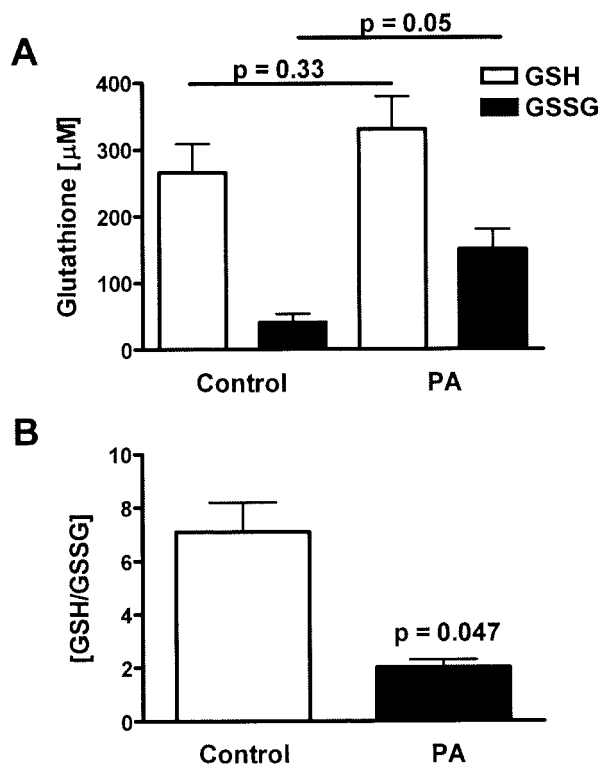 A
p = 0.05
p = 0.33
GSH
GSSG
Glutathione [µM]
400
300
200
100
0
Control
PA
B
[GSH/GSSG]
10
8
6
4
2
0
p = 0.047
Control
PA